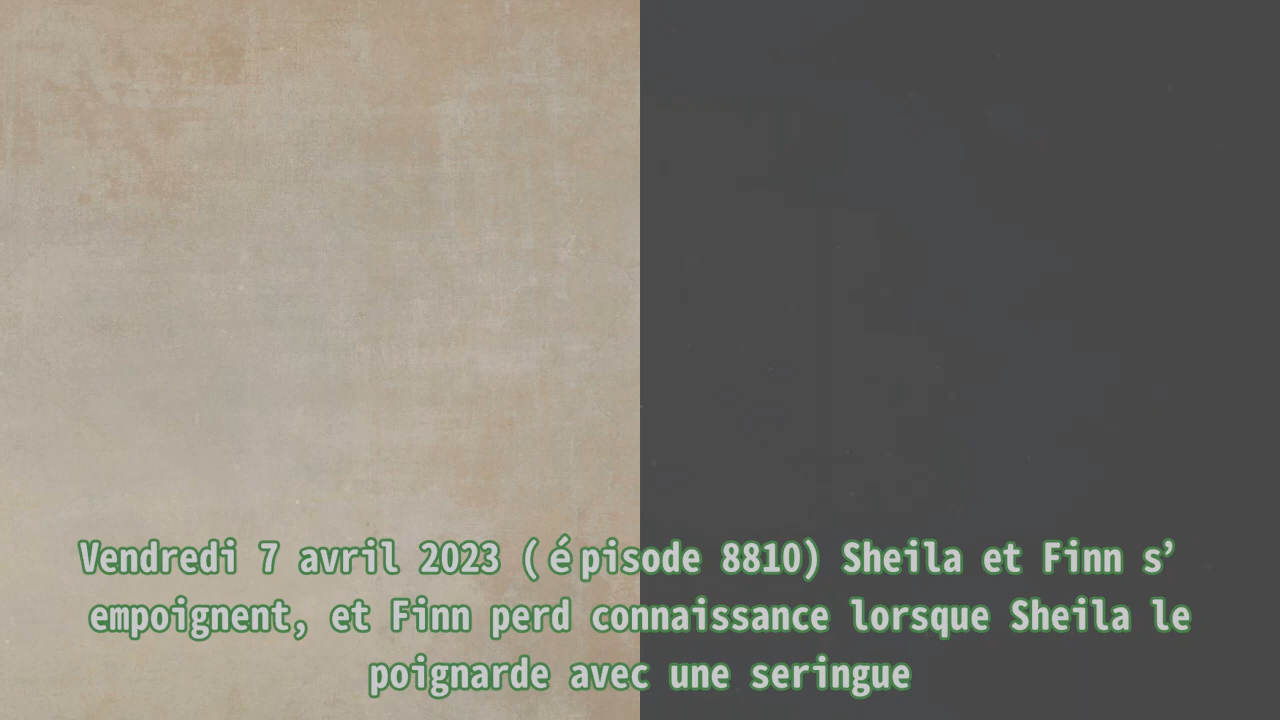 Vendredi 7 avril 2023 (épisode 8810) Sheila et Finn s’
empoignent, et Finn perd connaissance lorsque Sheila le
poignarde avec une seringue